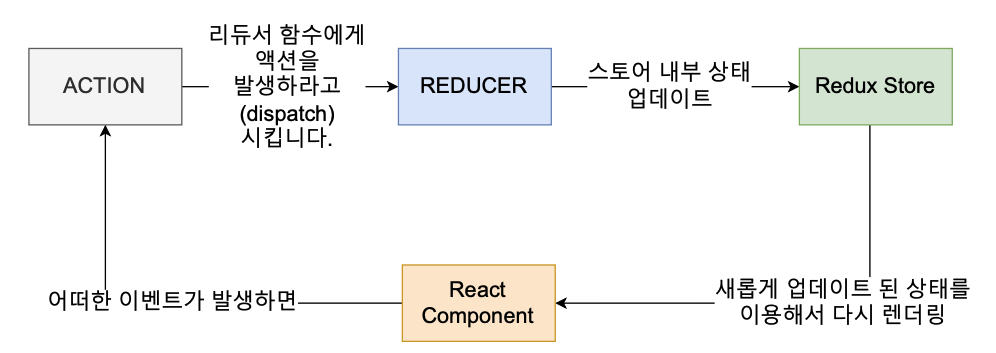 ACTION
리듀서 함수에게
액션을
발생하라고
(dispatch)
시킵니다.
REDUCER
스토어 내부 상태
업데이트
Redux Store
새롭게 업데이트 된 상태를
이용해서 다시 렌더링
React
Component
어떠한 이벤트가 발생하면